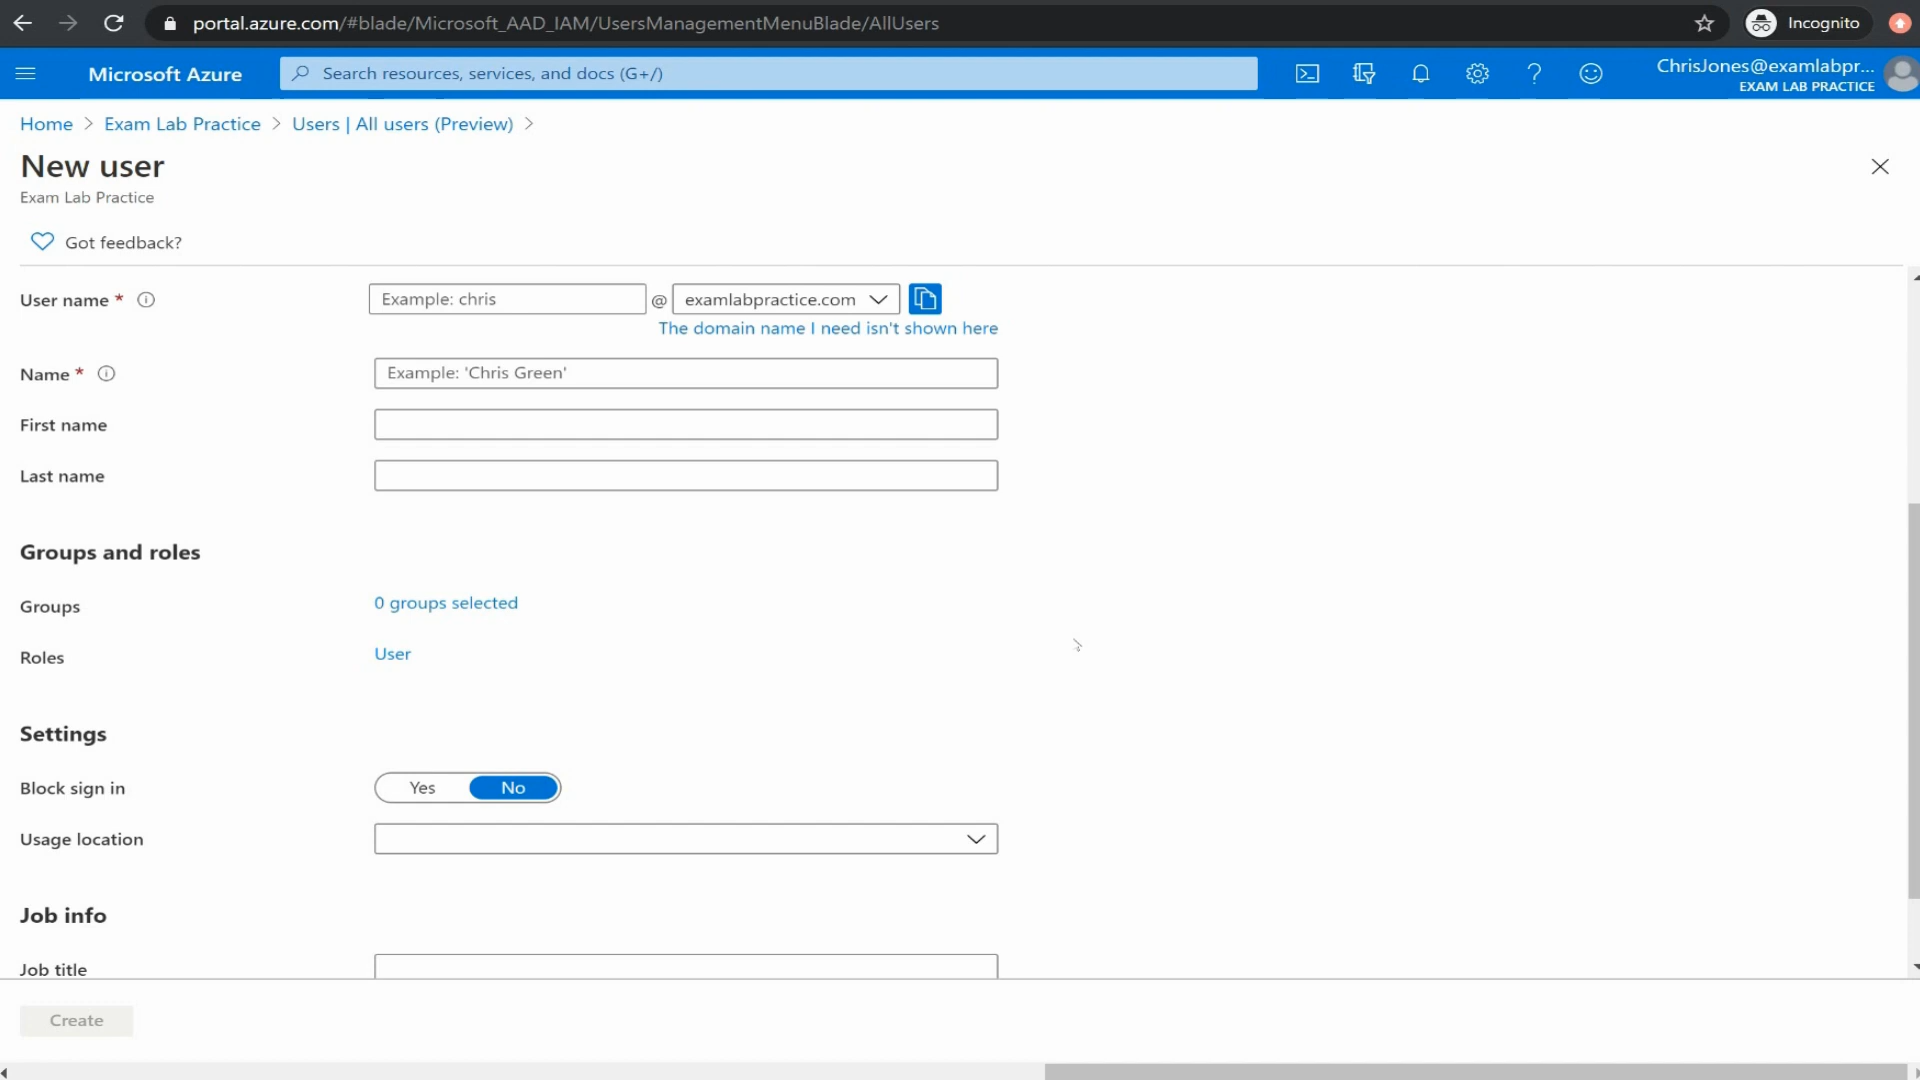 portal.azure.com/#blade/Microsoft_AAD_IAM/UsersManagementMenuBlade/AllUsers
Incognito
Microsoft Azure
Search resources, services, and docs (G+/)
ChrisJones@examlabpr...
EXAM LAB PRACTICE
Home > Exam Lab Practice > Users | All users (Preview) >
New user
Exam Lab Practice
Got feedback?
User name *
Example: chris
@
examlabpractice.com
The domain name I need isn't shown here
Name *
Example: 'Chris Green'
First name
Last name
Groups and roles
Groups
0 groups selected
Roles
User
Settings
Block sign in
Yes
No
Usage location
Job info
Job title
Create